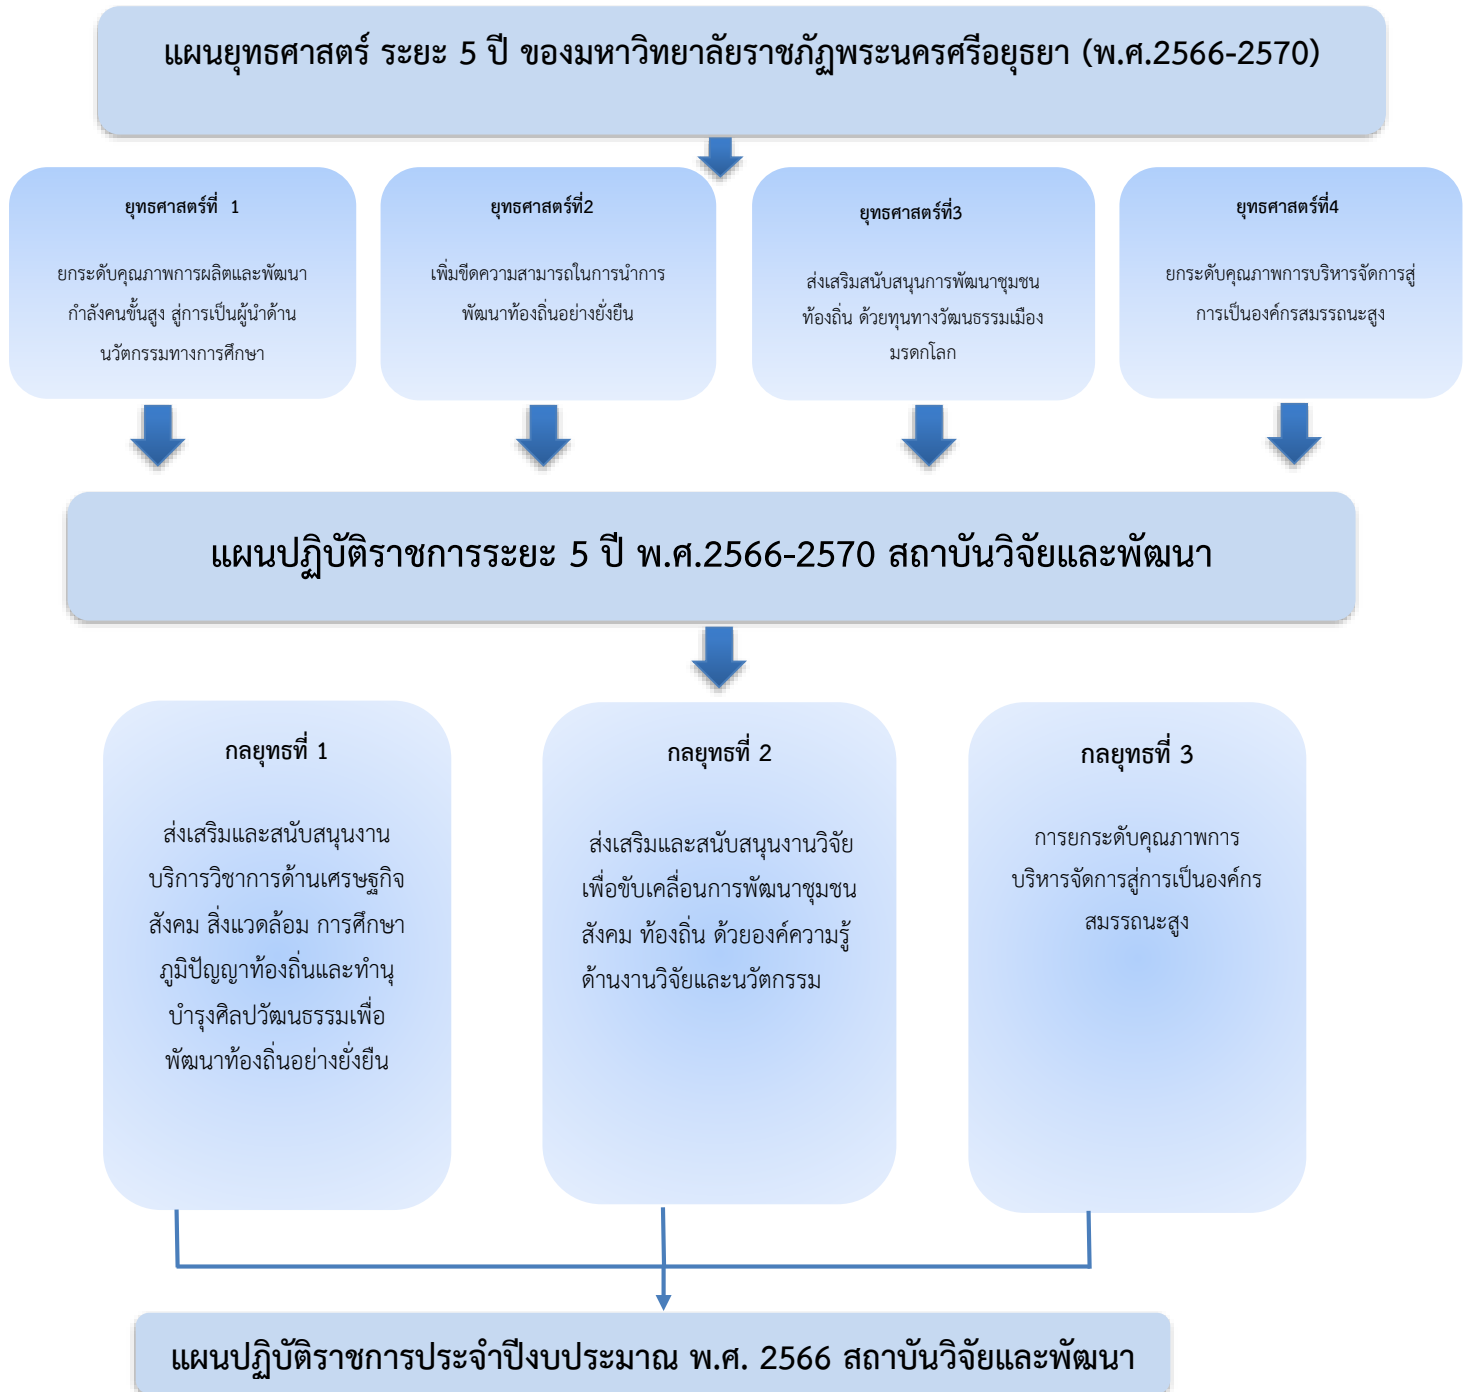 แผนยุทธศาสตร์ ระยะ 5 ปี ของมหาวิทยาลัยราชภัฏพระนครศรีอยุธยา (พ.ศ.2566-2570)
ยุทธศาสตร์ที่ 1
ยกระดับคุณภาพการผลิตและพัฒนา
กำลังคนขั้นสูง สู่การเป็นผู้นำด้าน
นวัตกรรมทางการศึกษา
ยุทธศาสตร์ที่2
เพิ่มขีดความสามารถในการนำการ
พัฒนาท้องถิ่นอย่างยั่งยืน
ยุทธศาสตร์ที่3
ส่งเสริมสนับสนุนการพัฒนาชุมชน
ท้องถิ่น ด้วยทุนทางวัฒนธรรมเมือง
มรดกโลก
ยุทธศาสตร์ที่4
ยกระดับคุณภาพการบริหารจัดการสู่
การเป็นองค์กรสมรรถนะสูง
แผนปฏิบัติราชการระยะ 5 ปี พ.ศ.2566-2570 สถาบันวิจัยและพัฒนา
กลยุทธที่ 1
ส่งเสริมและสนับสนุนงาน
บริการวิชาการด้านเศรษฐกิจ
สังคม สิ่งแวดล้อม การศึกษา
ภูมิปัญญาท้องถิ่นและทำนุ
บำรุงศิลปวัฒนธรรมเพื่อ
พัฒนาท้องถิ่นอย่างยั่งยืน
กลยุทธที่ 2
ส่งเสริมและสนับสนุนงานวิจัย
เพื่อขับเคลื่อนการพัฒนาชุมชน
สังคม ท้องถิ่น ด้วยองค์ความรู้
ด้านงานวิจัยและนวัตกรรม
กลยุทธที่ 3
การยกระดับคุณภาพการ
บริหารจัดการสู่การเป็นองค์กร
สมรรถนะสูง
แผนปฏิบัติราชการประจำปีงบประมาณ พ.ศ. 2566 สถาบันวิจัยและพัฒนา